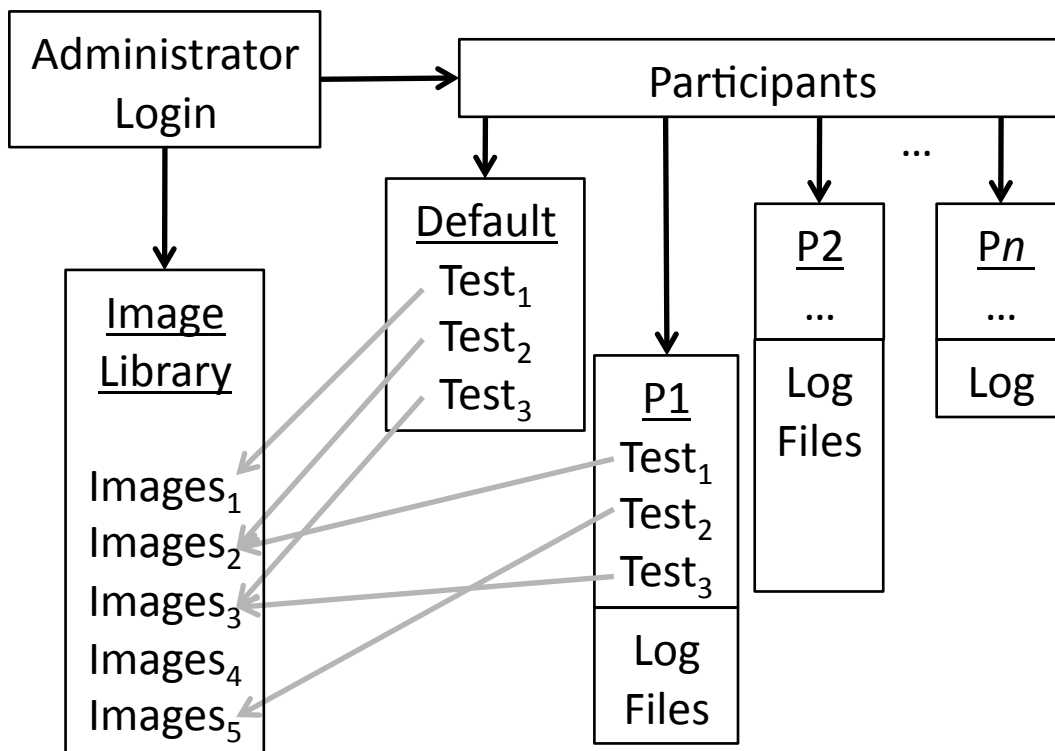 Administrator
Login
Participants
...
Default
Test₁
Test₂
Test₃
Image
Library
Images₁
Images₂
Images₃
Images₄
Images₅
P1
Test₁
Test₂
Test₃
Log
Files
P2
...
Log
Files
Pn
...
Log